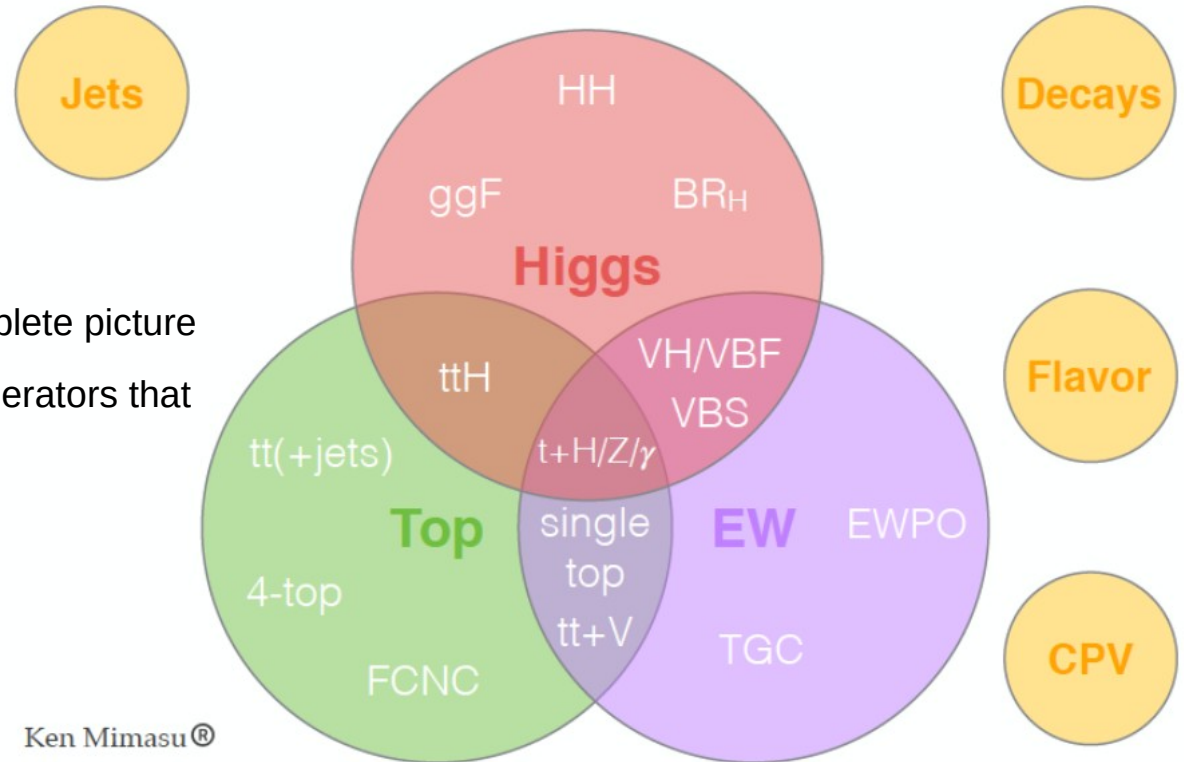 Jets
HH
Decays
ggF
BRH
Higgs
plete picture
VH/VBF
ttH
Flavor
erators that
VBS
tt(+jets)
t+H/Z/γ
Top
single
top
EW
EWPO
4-top
tt+V
TGC
CPV
FCNC
Ken Mimasu®